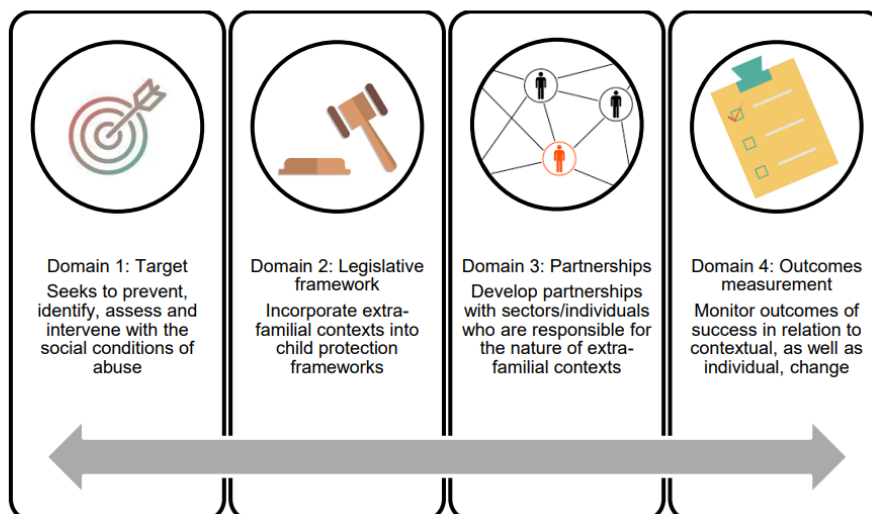 Domain 1: Target
Seeks to prevent,
identify, assess and
intervene with the
social conditions of
abuse
Domain 2: Legislative
framework
Incorporate extra-
familial contexts into
child protection
frameworks
Domain 3: Partnerships
Develop partnerships
with sectors/individuals
who are responsible for
the nature of extra-
familial contexts
Domain 4: Outcomes
measurement
Monitor outcomes of
success in relation to
contextual, as well as
individual, change